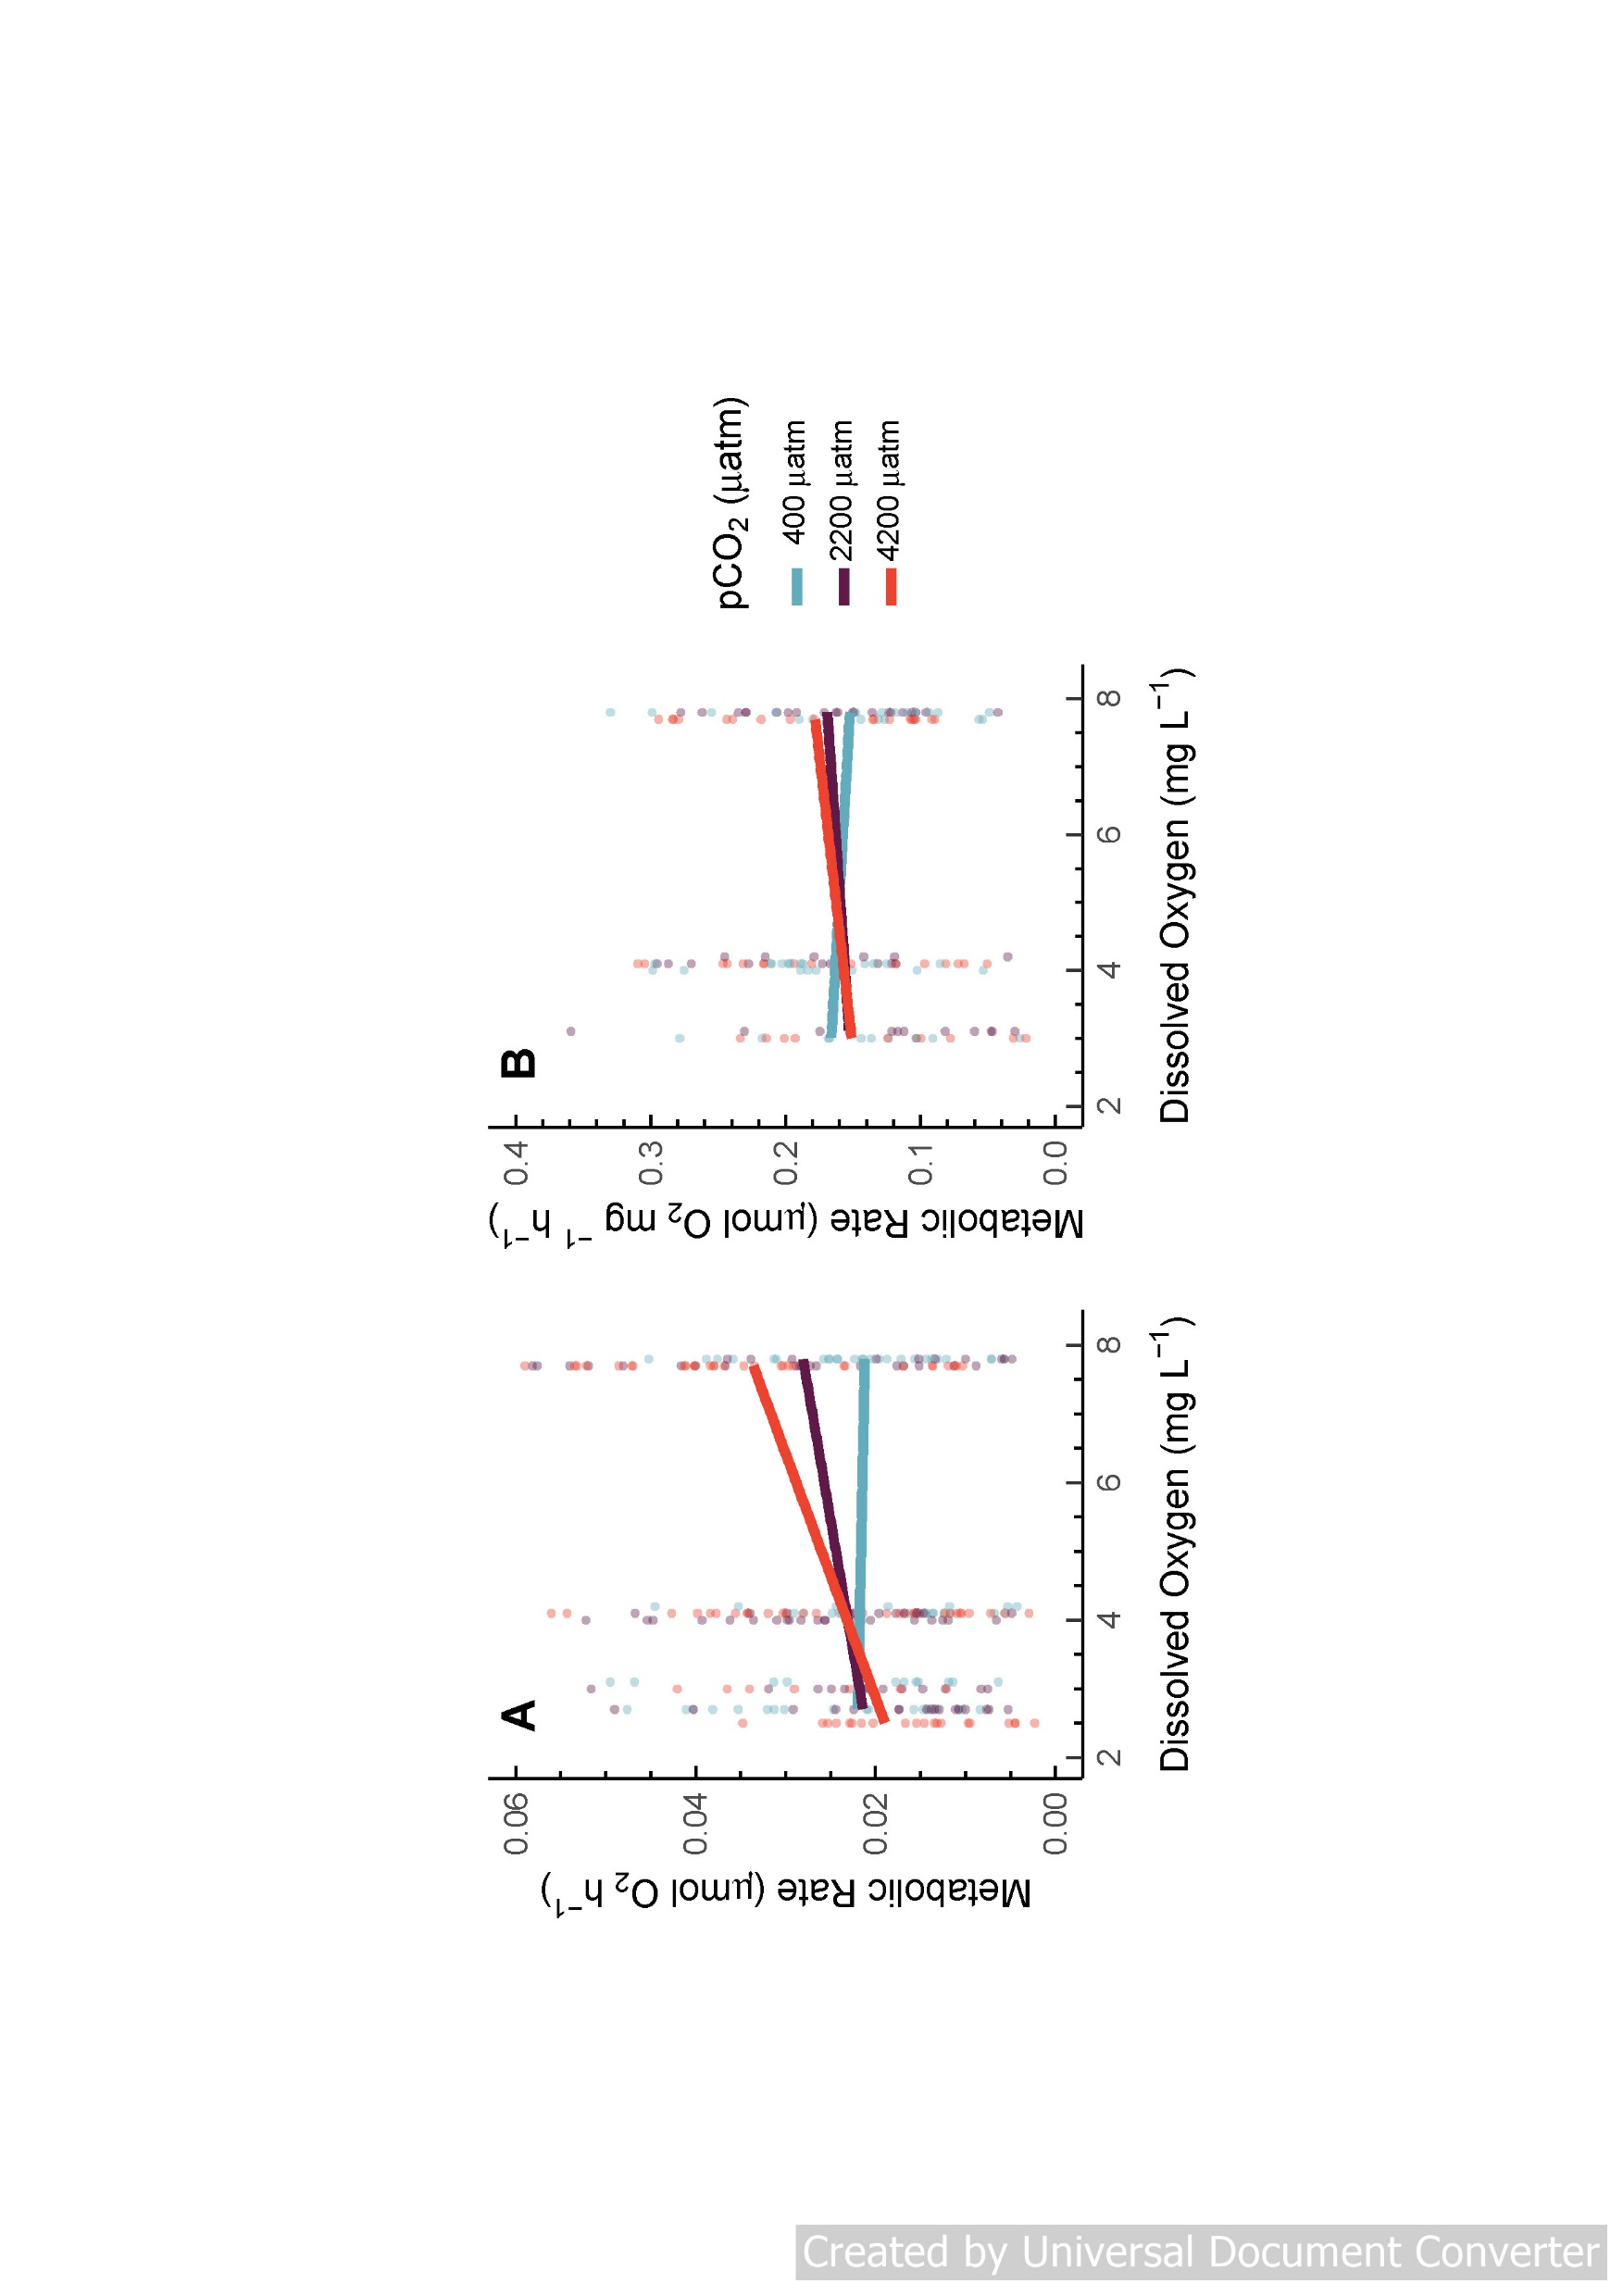 A
Metabolic Rate (μmol O₂ h⁻¹)
0.06
0.04
0.02
0.00
2 4 6 8
Dissolved Oxygen (mg L⁻¹)
B
Metabolic Rate (μmol O₂ mg⁻¹ h⁻¹)
0.4
0.3
0.2
0.1
0.0
2 4 6 8
Dissolved Oxygen (mg L⁻¹)
pCO₂ (μatm)
400 μatm
2200 μatm
4200 μatm
Created by Universal Document Converter